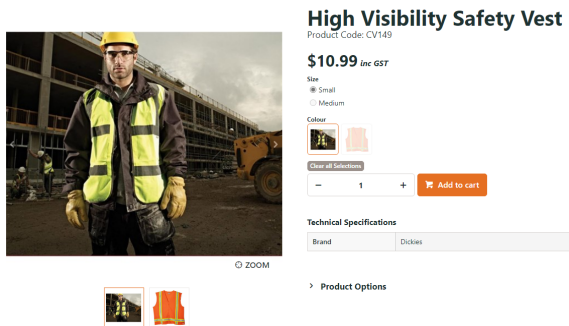 High Visibility Safety Vest
Product Code: CV149
$10.99 inc GST
Size
Small
Medium
Colour
Clear all Selections
− 1 + Add to cart
ZOOM
Technical Specifications
Brand Dickies
Product Options